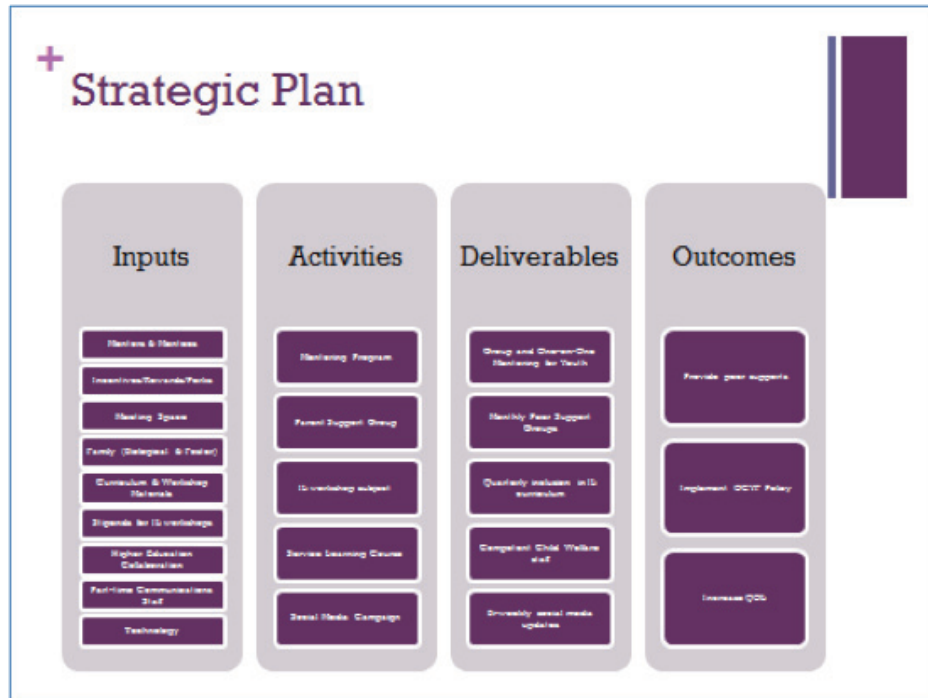 +
Strategic Plan
Inputs
Mentors & Mentees
Incentives/Rewards/Perks
Meeting Space
Family (Biological & Foster)
Curriculum & Workshop
Materials
Stipends for IL workshops
Higher Education
Collaboration
Part-time Communications
Staff
Technology
Activities
Mentoring Program
Parent Support Group
IL workshop subject
Service Learning Course
Social Media Campaign
Deliverables
Group and One-on-One
Mentoring for Youth
Monthly Peer Support
Groups
Quarterly inclusion in IL
curriculum
Competent Child Welfare
staff
Bi-weekly social media
updates
Outcomes
Provide peer supports
Implement Policy
Increase